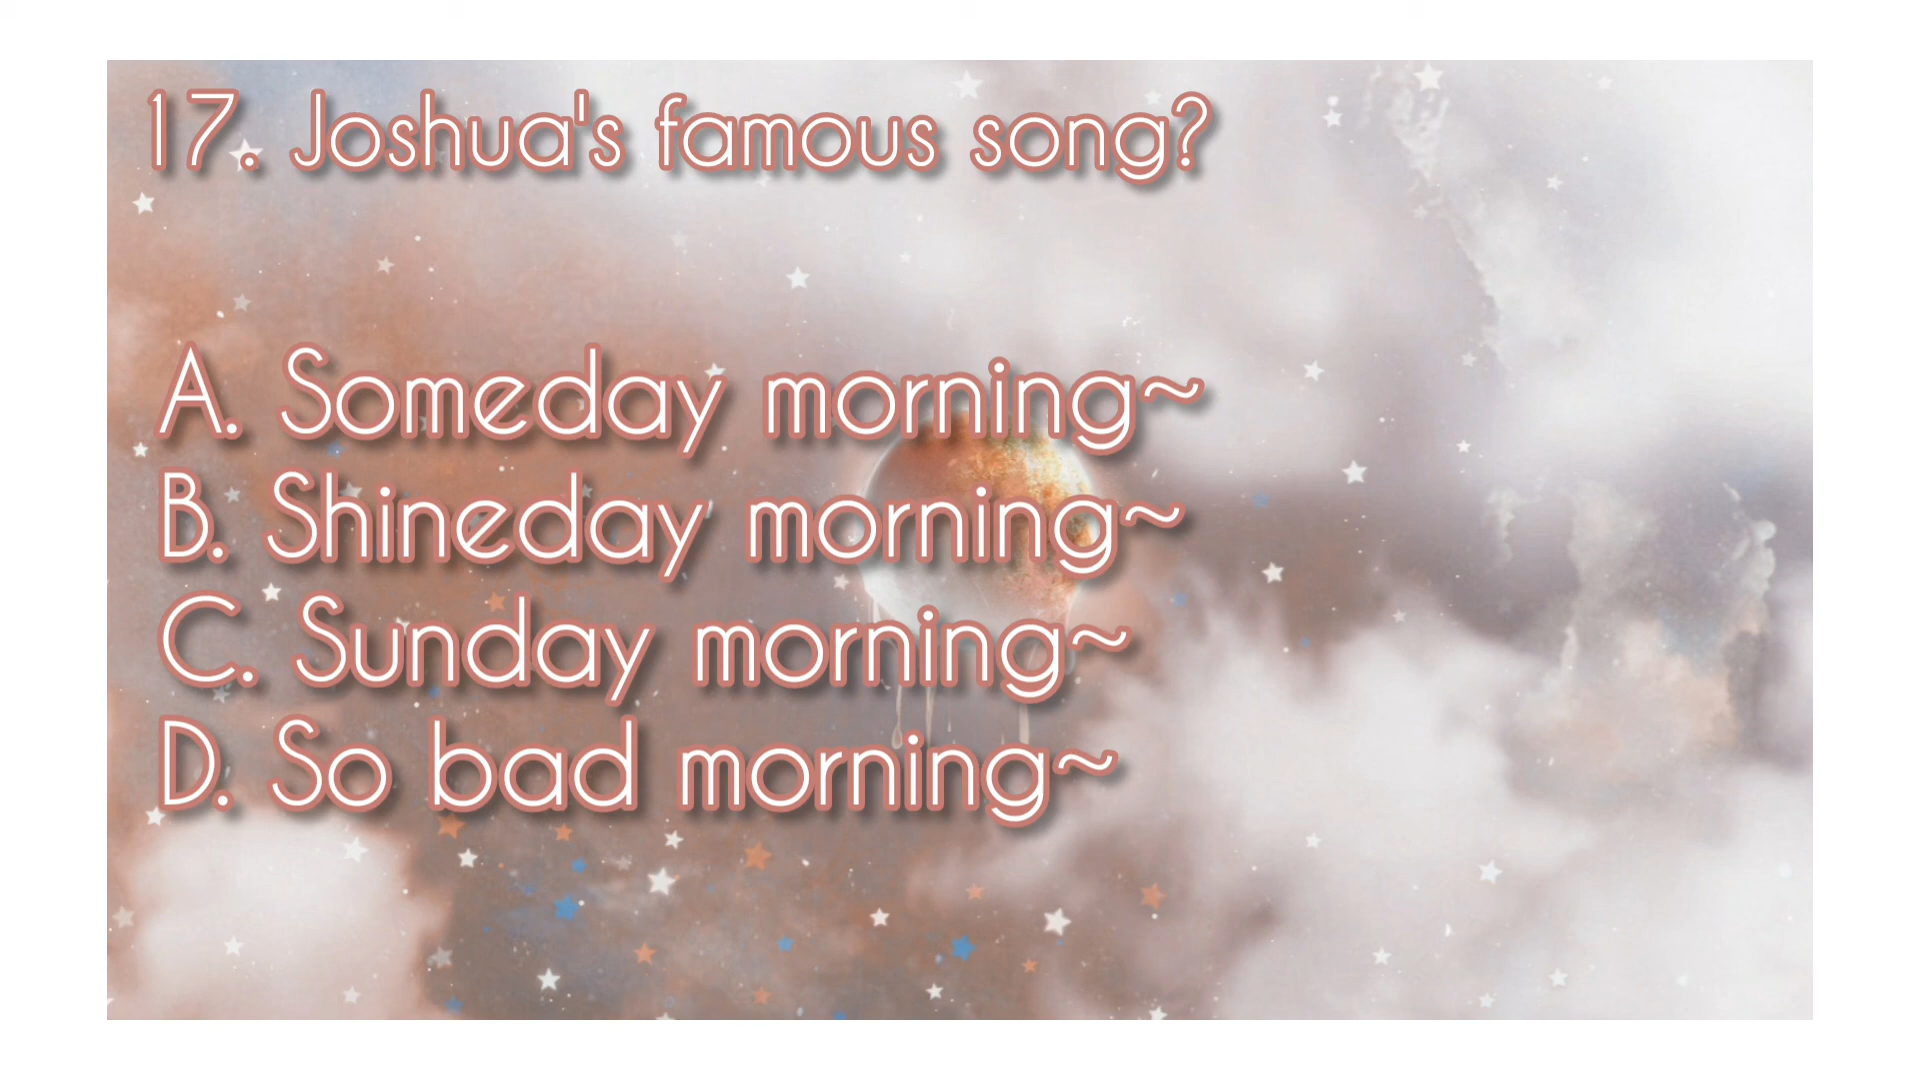 17. Joshua's famous song?
A. Someday morning~
B. Shineday morning~
C. Sunday morning~
D. So bad morning~